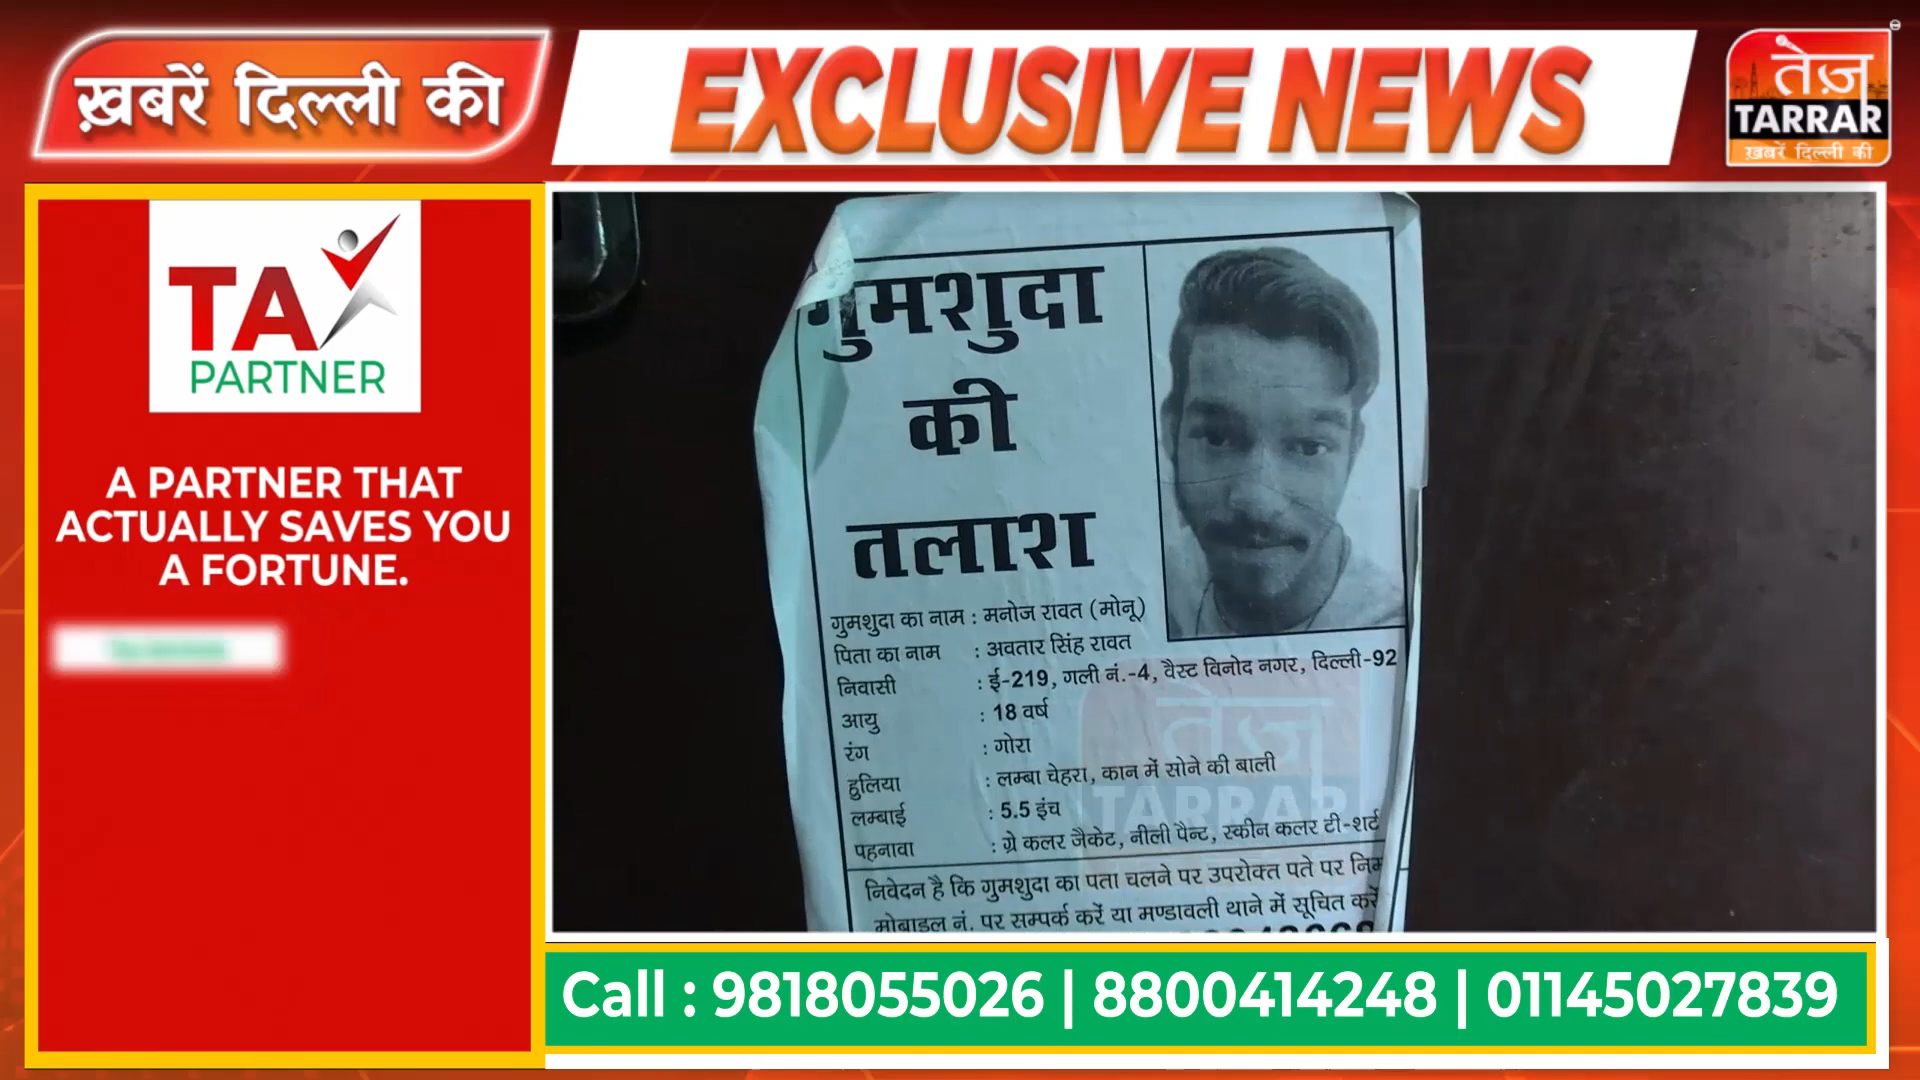 ख़बरें दिल्ली की
EXCLUSIVE NEWS
तेज़
TARRAR
ख़बरें दिल्ली की
TAX
PARTNER
A PARTNER THAT
ACTUALLY SAVES YOU
A FORTUNE.
गुमशुदा
की
तलाश
गुमशुदा का नाम : मनोज रावत (मोनू)
पिता का नाम : अवतार सिंह रावत
निवासी : ई-219, गली नं.-4, वैस्ट विनोद नगर, दिल्ली-92
आयु : 18 वर्ष
रंग : गोरा
हुलिया : लम्बा चेहरा, कान में सोने की बाली
लम्बाई : 5.5 इंच
पहनावा : ग्रे कलर जैकेट, नीली पैन्ट, स्कीन कलर टी-शर्ट
निवेदन है कि गुमशुदा का पता चलने पर उपरोक्त पते पर
मोबाइल नं. पर सम्पर्क करें या मण्डावली थाने में सूचित करें
तेज़
TARRAR
Call : 9818055026 | 8800414248 | 01145027839